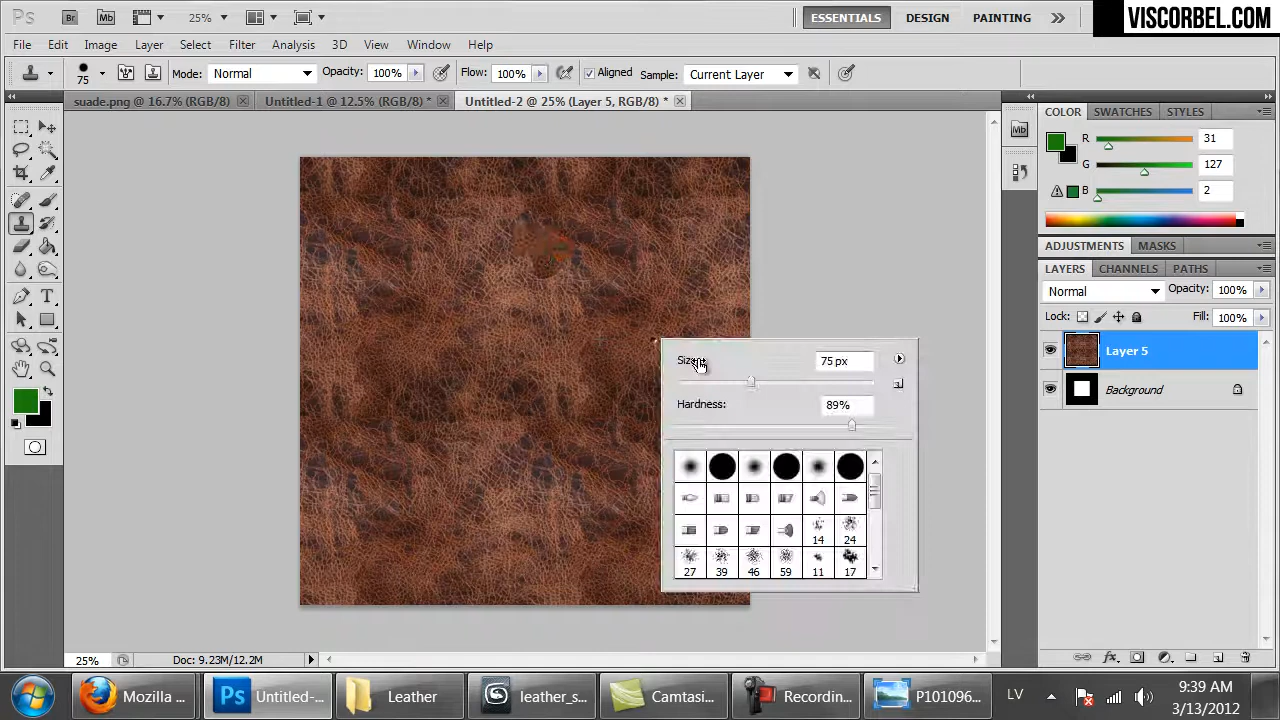 Ps Br Mb 25% ESSENTIALS DESIGN PAINTING VISCORBEL.COM
File Edit Image Layer Select Filter Analysis 3D View Window Help
75 Mode: Normal Opacity: 100% Flow: 100% Aligned Sample: Current Layer
suade.png @ 16.7% (RGB/8) Untitled-1 @ 12.5% (RGB/8) * Untitled-2 @ 25% (Layer 5, RGB/8) *
COLOR SWATCHES STYLES
Mb
R 31
G 127
B 2
ADJUSTMENTS MASKS
LAYERS CHANNELS PATHS
Normal Opacity: 100%
Lock: Fill: 100%
Layer 5
Background
Size: 75 px
Hardness: 89%
14 24
27 39 46 59 11 17
25% Doc: 9.23M/12.2M
Mozilla ... Ps Untitled-... Leather leather_s... Camtasi... Recordin... P101096... LV 9:39 AM
3/13/2012